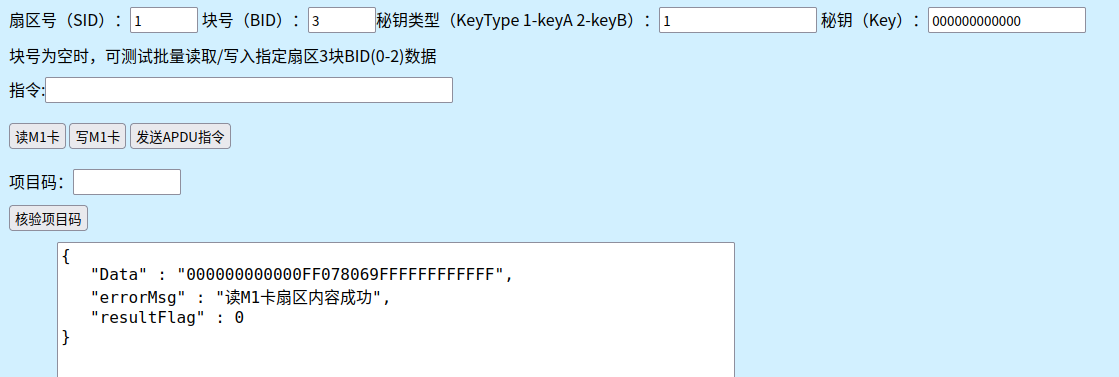 扇区号（SID）：1 块号（BID）：3 秘钥类型（KeyType 1-keyA 2-keyB）：1 秘钥（Key）：000000000000
块号为空时，可测试批量读取/写入指定扇区3块BID(0-2)数据
指令:
读M1卡 写M1卡 发送APDU指令
项目码：
核验项目码
{
"Data" : "000000000000FF078069FFFFFFFFFFFF",
"errorMsg" : "读M1卡扇区内容成功",
"resultFlag" : 0
}